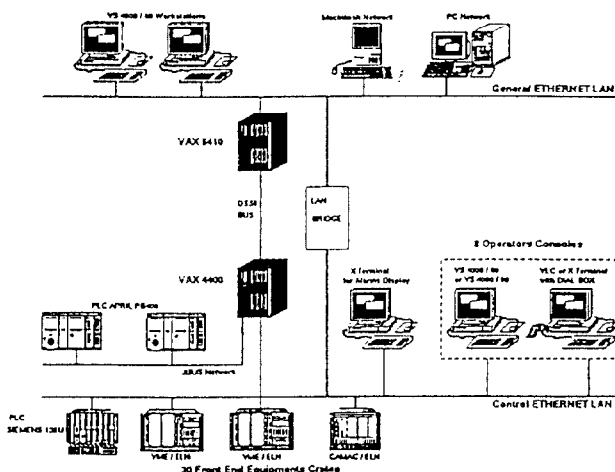 VS 4000 / 90 Workstations
Macintosh Network
PC Network
General ETHERNET LAN
VAX 6410
DSSI
BUS
LAN
BRIDGE
8 Operators Consoles
VAX 4400
X Terminal
for Alarm Display
VS 4000 / 90
or VS 4000 / 90
VLC or X Terminal
with DIAL BOX
PLC APRIL PB400
JBUS Network
Control ETHERNET LAN
PLC
SIEMENS 135U
VME / ELN
VME / ELN
CAMAC / ELN
30 Front End Equipments Crates